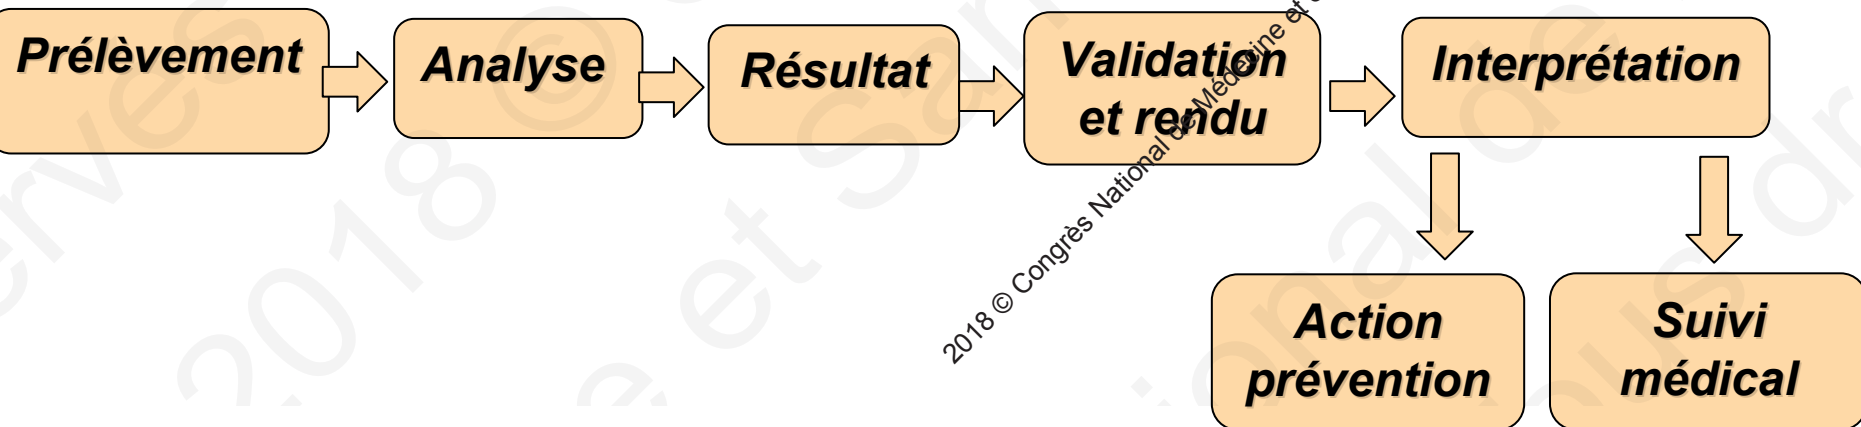 Prélèvement
Analyse
Résultat
Validation
et rendu
Interprétation
Action
prévention
Suivi
médical
2018 © Congrès National de Médecine et